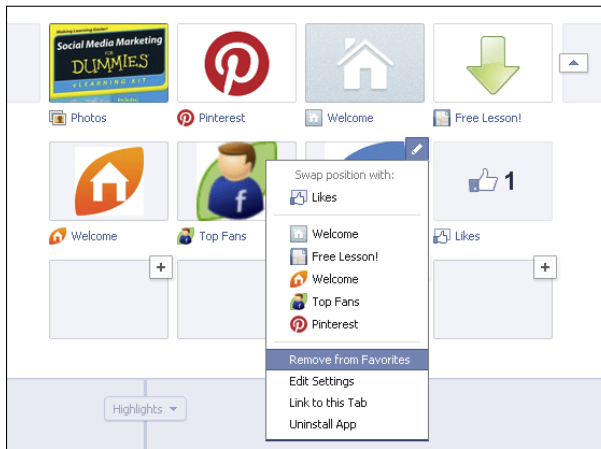 Making Learning Easier!
Social Media Marketing
FOR
DUMMIES
eLEARNING KIT
Photos
Pinterest
Welcome
Free Lesson!
Swap position with:
Likes
1
Welcome
Top Fans
Likes
Welcome
Free Lesson!
Welcome
Top Fans
Pinterest
Remove from Favorites
Edit Settings
Link to this Tab
Uninstall App
Highlights